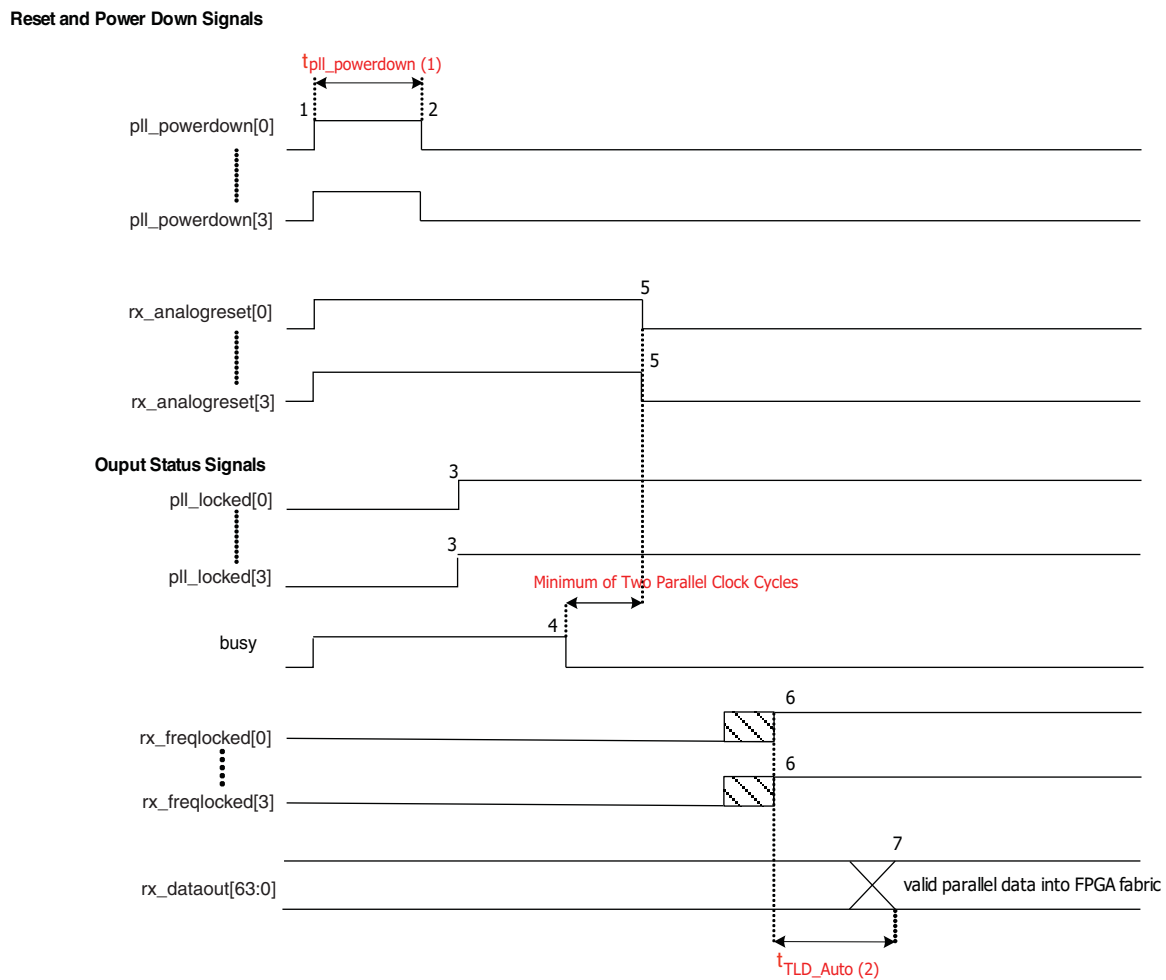 Reset and Power Down Signals
tpll_powerdown (1)
1 2
pll_powerdown[0]
pll_powerdown[3]
5
rx_analogreset[0]
5
rx_analogreset[3]
Ouput Status Signals
3
pll_locked[0]
3
pll_locked[3]
Minimum of Two Parallel Clock Cycles
4
busy
6
rx_freqlocked[0]
6
rx_freqlocked[3]
7
rx_dataout[63:0] valid parallel data into FPGA fabric
tTLD_Auto (2)